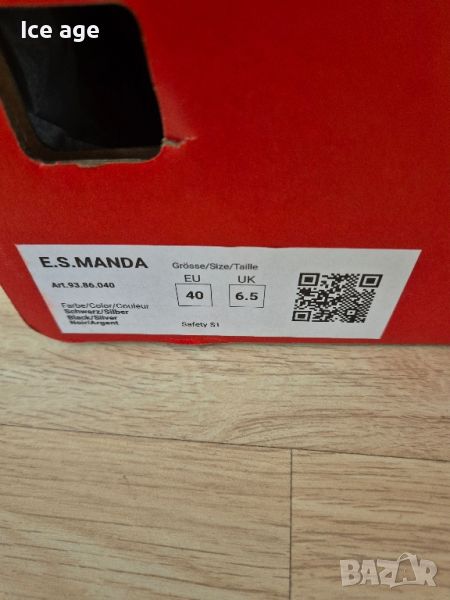 Ice age
E.S.MANDA
Grösse/Size/Taille
EU UK
Art.93.86.040
40 6.5
Farbe/Color/Couleur
Schwarz/Silber
Black/Silver
Noir/Argent
Safety S1
BAZAR